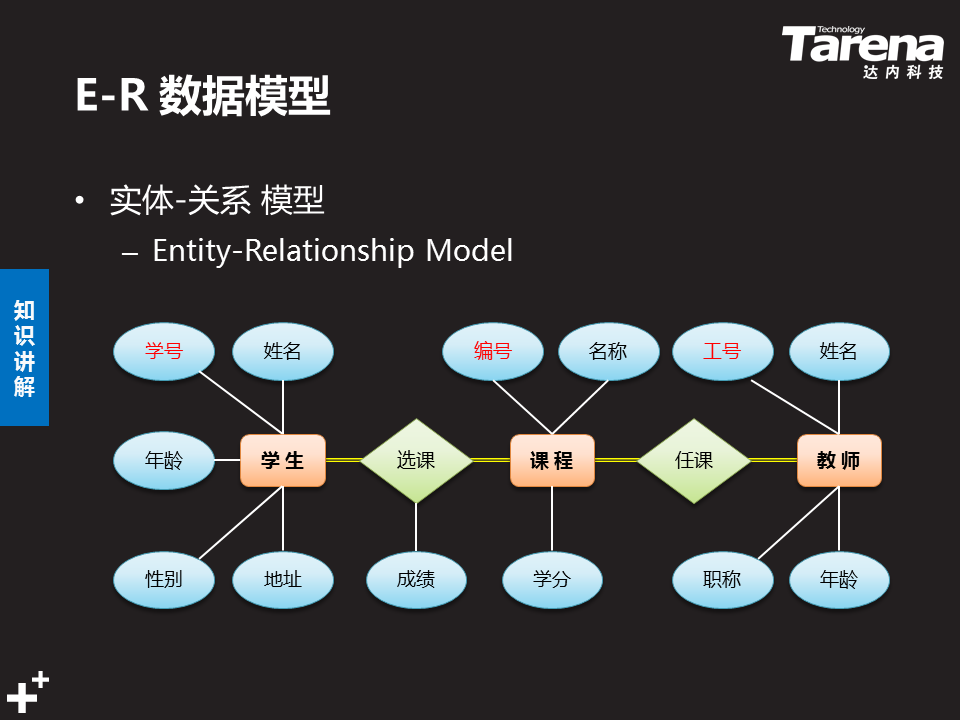 Technology
Tarena
达内科技
E-R 数据模型
• 实体-关系 模型
– Entity-Relationship Model
知
识
讲
解
学号 姓名 编号 名称 工号 姓名
年龄 学生 选课 课程 任课 教师
性别 地址 成绩 学分 职称 年龄